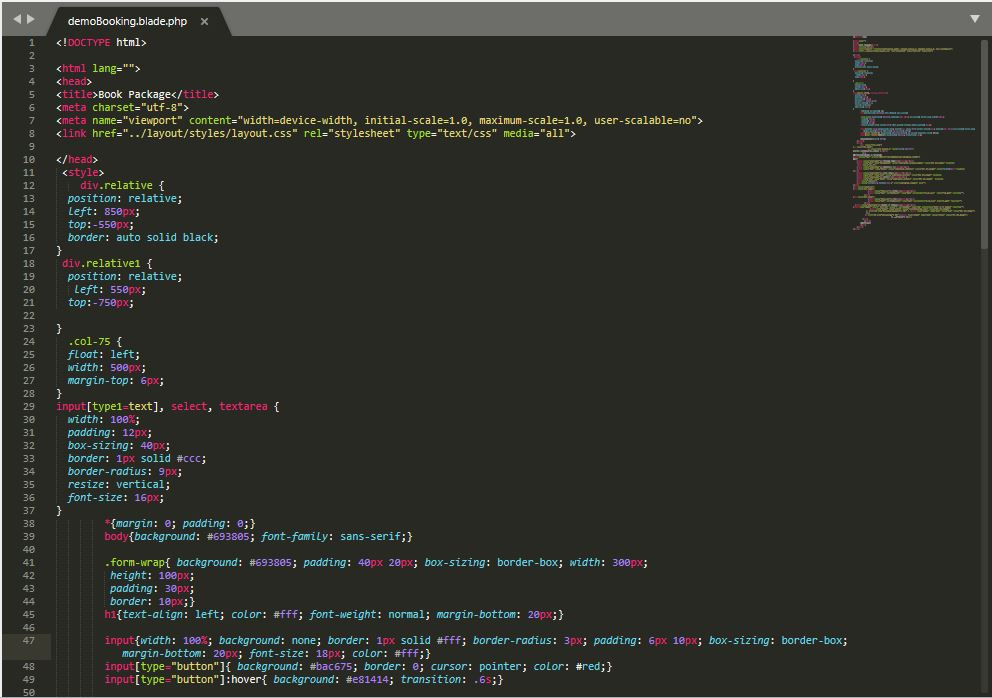 demoBooking.blade.php ×
1 <!DOCTYPE html>
2
3 <html lang="">
4 <head>
5 <title>Book Package</title>
6 <meta charset="utf-8">
7 <meta name="viewport" content="width=device-width, initial-scale=1.0, maximum-scale=1.0, user-scalable=no">
8 <link href="../layout/styles/layout.css" rel="stylesheet" type="text/css" media="all">
9
10 </head>
11 <style>
12 div.relative {
13 position: relative;
14 left: 850px;
15 top:-550px;
16 border: auto solid black;
17 }
18 div.relative1 {
19 position: relative;
20 left: 550px;
21 top:-750px;
22
23 }
24 .col-75 {
25 float: left;
26 width: 500px;
27 margin-top: 6px;
28 }
29 input[type1=text], select, textarea {
30 width: 100%;
31 padding: 12px;
32 box-sizing: 40px;
33 border: 1px solid #ccc;
34 border-radius: 9px;
35 resize: vertical;
36 font-size: 16px;
37 }
38 *{margin: 0; padding: 0;}
39 body{background: #693805; font-family: sans-serif;}
40
41 .form-wrap{ background: #693805; padding: 40px 20px; box-sizing: border-box; width: 300px;
42 height: 100px;
43 padding: 30px;
44 border: 10px;}
45 h1{text-align: left; color: #fff; font-weight: normal; margin-bottom: 20px;}
46
47 input{width: 100%; background: none; border: 1px solid #fff; border-radius: 3px; padding: 6px 10px; box-sizing: border-box;
margin-bottom: 20px; font-size: 18px; color: #fff;}
48 input[type="button"]{ background: #bac675; border: 0; cursor: pointer; color: #red;}
49 input[type="button"]:hover{ background: #e81414; transition: .6s;}
50